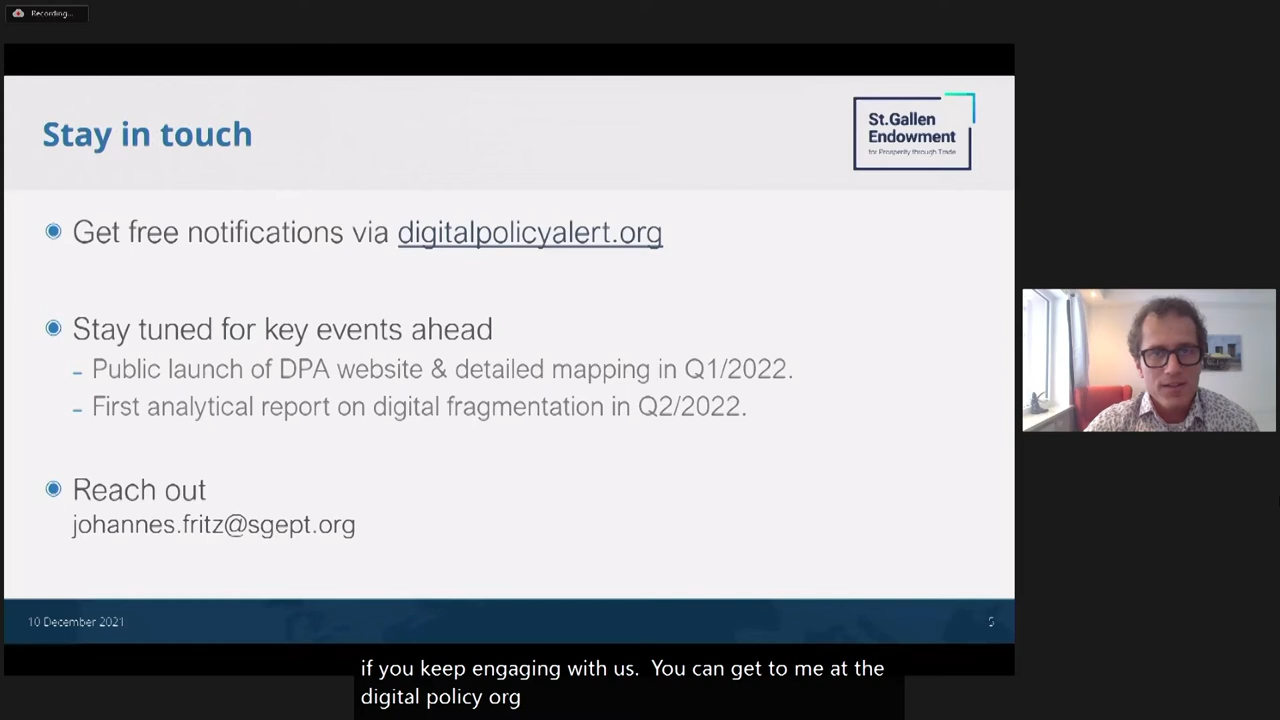 Recording...
Stay in touch
St.Gallen
Endowment
for Prosperity through Trade
Get free notifications via digitalpolicyalert.org
Stay tuned for key events ahead
– Public launch of DPA website & detailed mapping in Q1/2022.
– First analytical report on digital fragmentation in Q2/2022.
Reach out
johannes.fritz@sgept.org
10 December 2021
5
if you keep engaging with us.  You can get to me at the
digital policy org